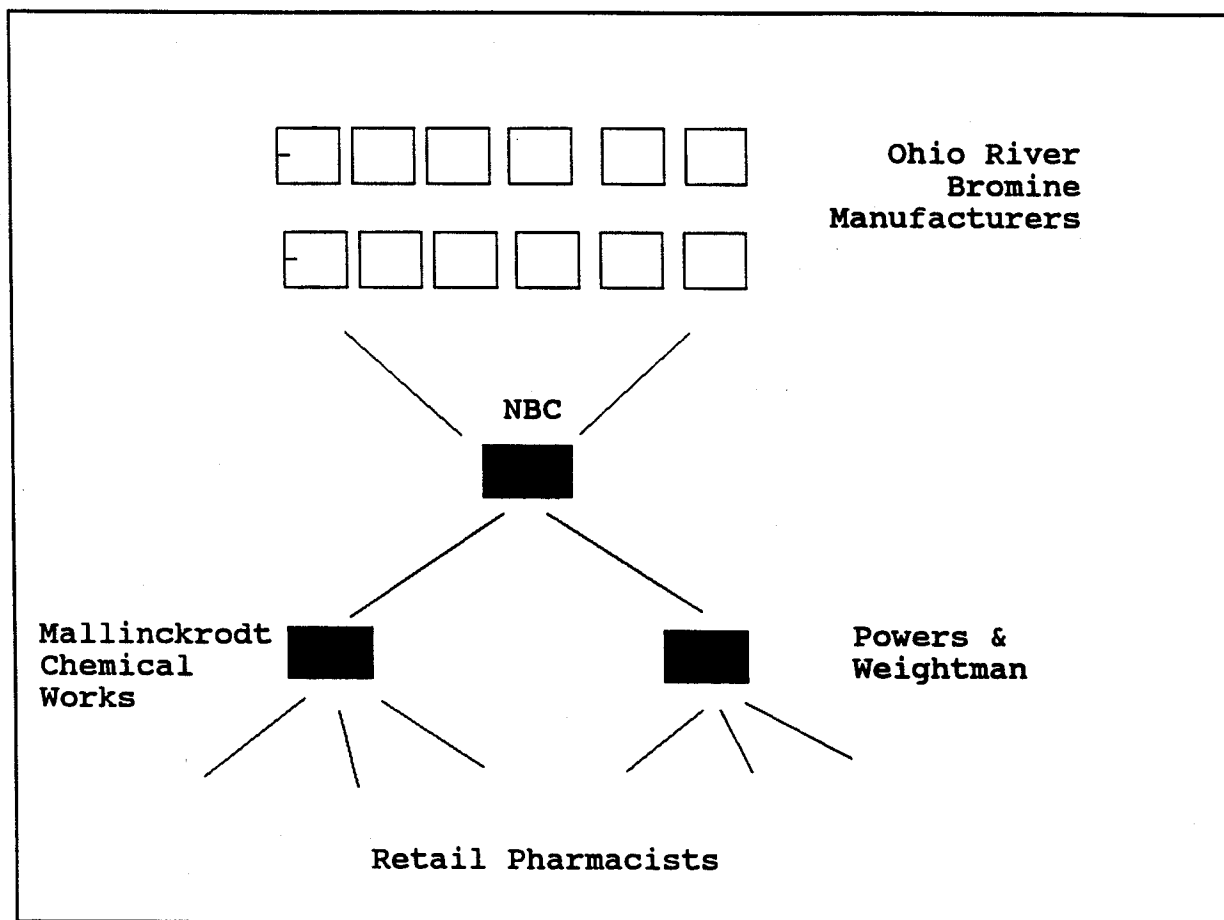 Ohio River
Bromine
Manufacturers
NBC
Mallinckrodt
Chemical
Works
Powers &
Weightman
Retail Pharmacists